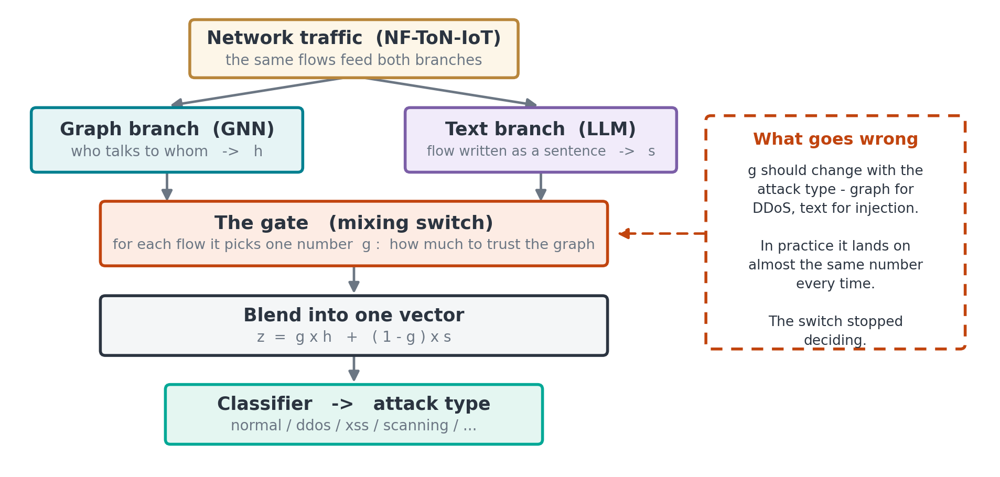 Network traffic (NF-ToN-IoT)
the same flows feed both branches
Graph branch (GNN)
who talks to whom -> h
Text branch (LLM)
flow written as a sentence -> s
The gate (mixing switch)
for each flow it picks one number g : how much to trust the graph
Blend into one vector
z = g x h + ( 1 - g ) x s
Classifier -> attack type
normal / ddos / xss / scanning / ...
What goes wrong
g should change with the
attack type - graph for
DDoS, text for injection.
In practice it lands on
almost the same number
every time.
The switch stopped
deciding.